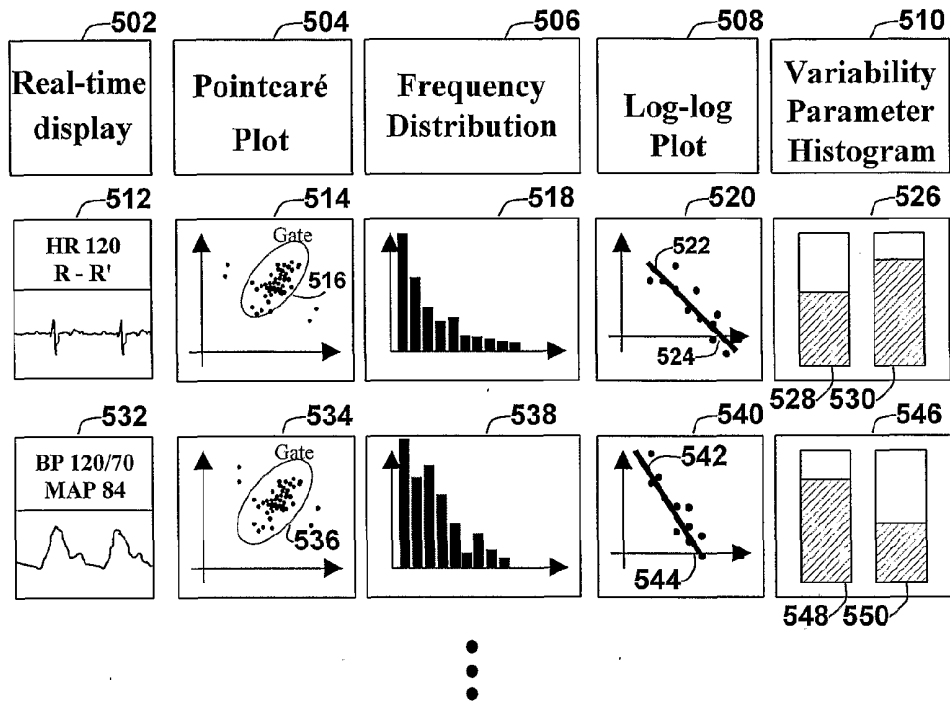 502 504 506 508 510
Real-time display
Pointcaré Plot
Frequency Distribution
Log-log Plot
Variability Parameter Histogram
512 514 518 520 526
HR 120
R - R'
Gate
516
522
524
528 530
532 534 538 540 546
BP 120/70
MAP 84
Gate
536
542
544
548 550